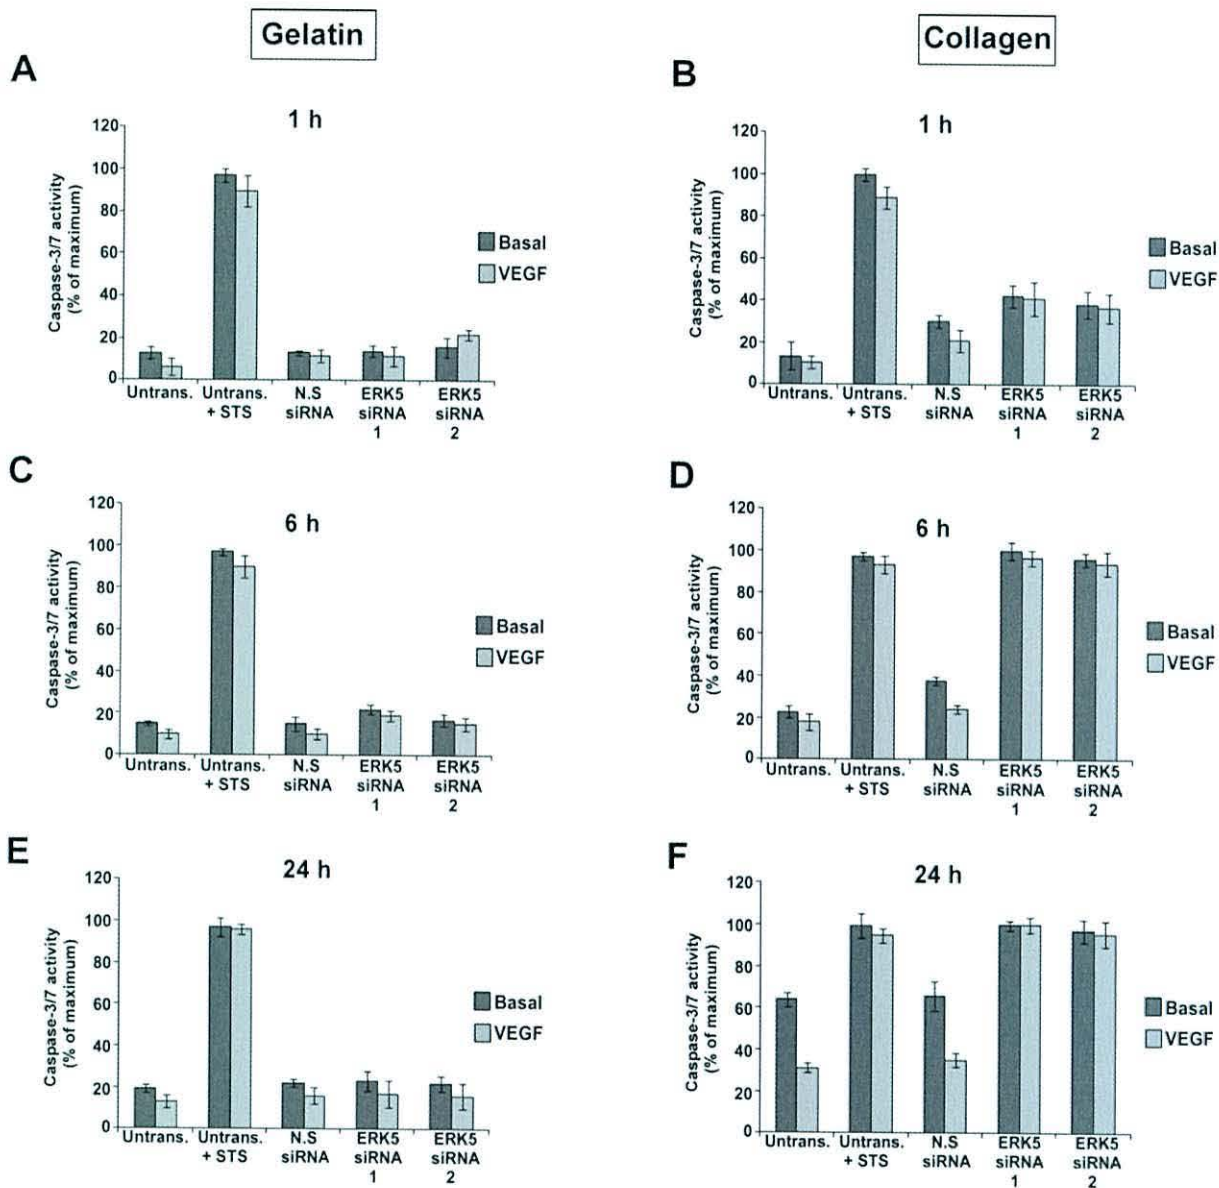 Gelatin
Collagen
A
1 h
Caspase-3/7 activity
(% of maximum)
120
100
80
60
40
20
0
Untrans.
Untrans.
+ STS
N.S
siRNA
ERK5
siRNA
1
ERK5
siRNA
2
Basal
VEGF
B
1 h
Caspase-3/7 activity
(% of maximum)
120
100
80
60
40
20
0
Untrans.
Untrans.
+ STS
N.S
siRNA
ERK5
siRNA
1
ERK5
siRNA
2
Basal
VEGF
C
6 h
Caspase-3/7 activity
(% of maximum)
120
100
80
60
40
20
0
Untrans.
Untrans.
+ STS
N.S
siRNA
ERK5
siRNA
1
ERK5
siRNA
2
Basal
VEGF
D
6 h
Caspase-3/7 activity
(% of maximum)
120
100
80
60
40
20
0
Untrans.
Untrans.
+ STS
N.S
siRNA
ERK5
siRNA
1
ERK5
siRNA
2
Basal
VEGF
E
24 h
Caspase-3/7 activity
(% of maximum)
120
100
80
60
40
20
0
Untrans.
Untrans.
+ STS
N.S
siRNA
ERK5
siRNA
1
ERK5
siRNA
2
Basal
VEGF
F
24 h
Caspase-3/7 activity
(% of maximum)
120
100
80
60
40
20
0
Untrans.
Untrans.
+ STS
N.S
siRNA
ERK5
siRNA
1
ERK5
siRNA
2
Basal
VEGF